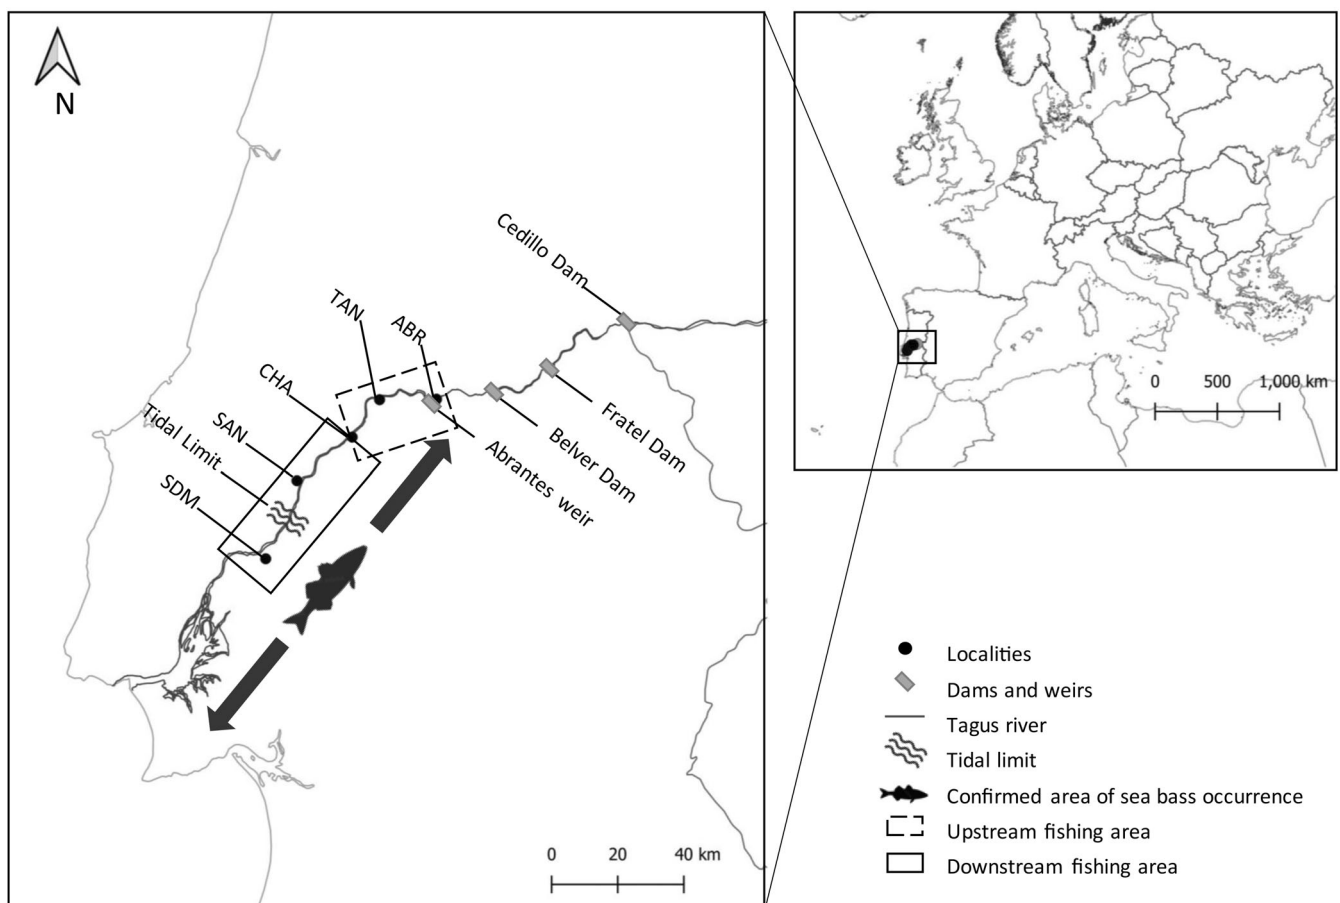 N
Cedillo Dam
TAN
ABR
CHA
SAN
Tidal Limit
SDM
Fratel Dam
Belver Dam
Abrantes weir
0 20 40 km
0 500 1,000 km
Localities
Dams and weirs
Tagus river
Tidal limit
Confirmed area of sea bass occurrence
Upstream fishing area
Downstream fishing area